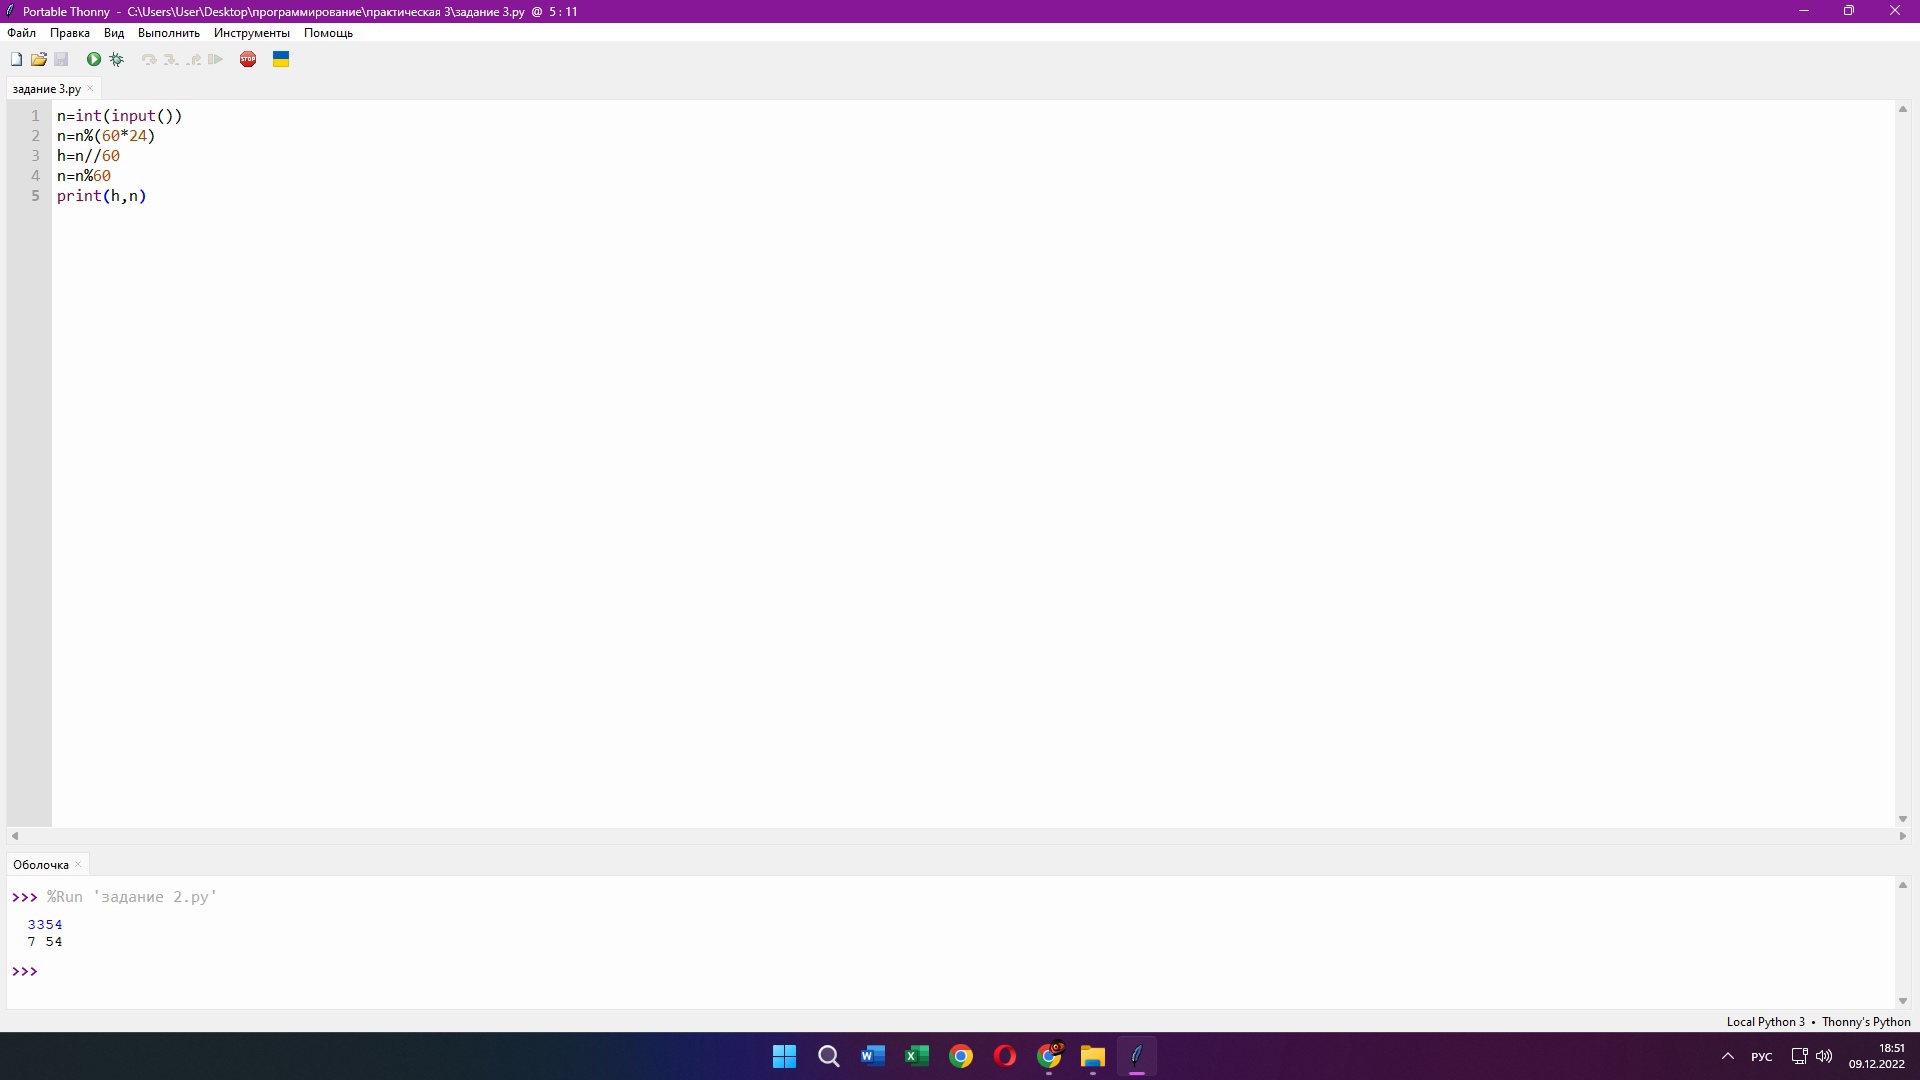 Portable Thonny - C:\Users\User\Desktop\программирование\практическая 3\задание 3.py @ 5 : 11
Файл Правка Вид Выполнить Инструменты Помощь
STOP
задание 3.py ×
1 n=int(input())
2 n=n%(60*24)
3 h=n//60
4 n=n%60
5 print(h,n)
Оболочка ×
>>> %Run 'задание 2.py'
3354
7 54
>>>
Local Python 3 • Thonny's Python
РУС
18:51
09.12.2022